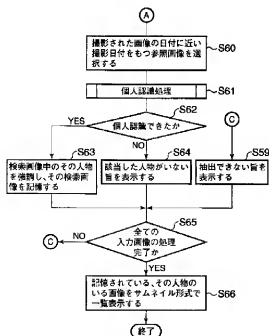 A
S60
撮影された画像の日付に近い
撮影日付をもつ参照画像を選
択する
S61
個人認識処理
S62
個人認識できたか
YES
NO
C
S63
S64
S59
検索画像中のその人物
を強調し、その検索画
像を記憶する
該当した人物がいない
旨を表示する
抽出できない旨を
表示する
S65
全ての
入力画像の処理
完了か
NO
C
YES
S66
記憶されている、その人物の
いる画像をサムネイル形式で
一覧表示する
終了